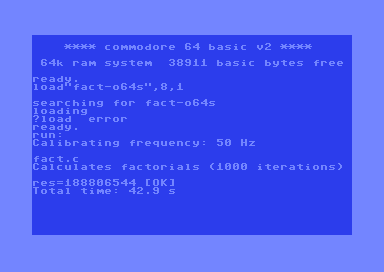 **** commodore 64 basic v2 ****
64k ram system  38911 basic bytes free
ready.
load"fact-o64s",8,1
searching for fact-o64s
loading
?load  error
ready.
run:
Calibrating frequency: 50 Hz
fact.c
Calculates factorials (1000 iterations)
res=188806544 [OK]
Total time: 42.9 s